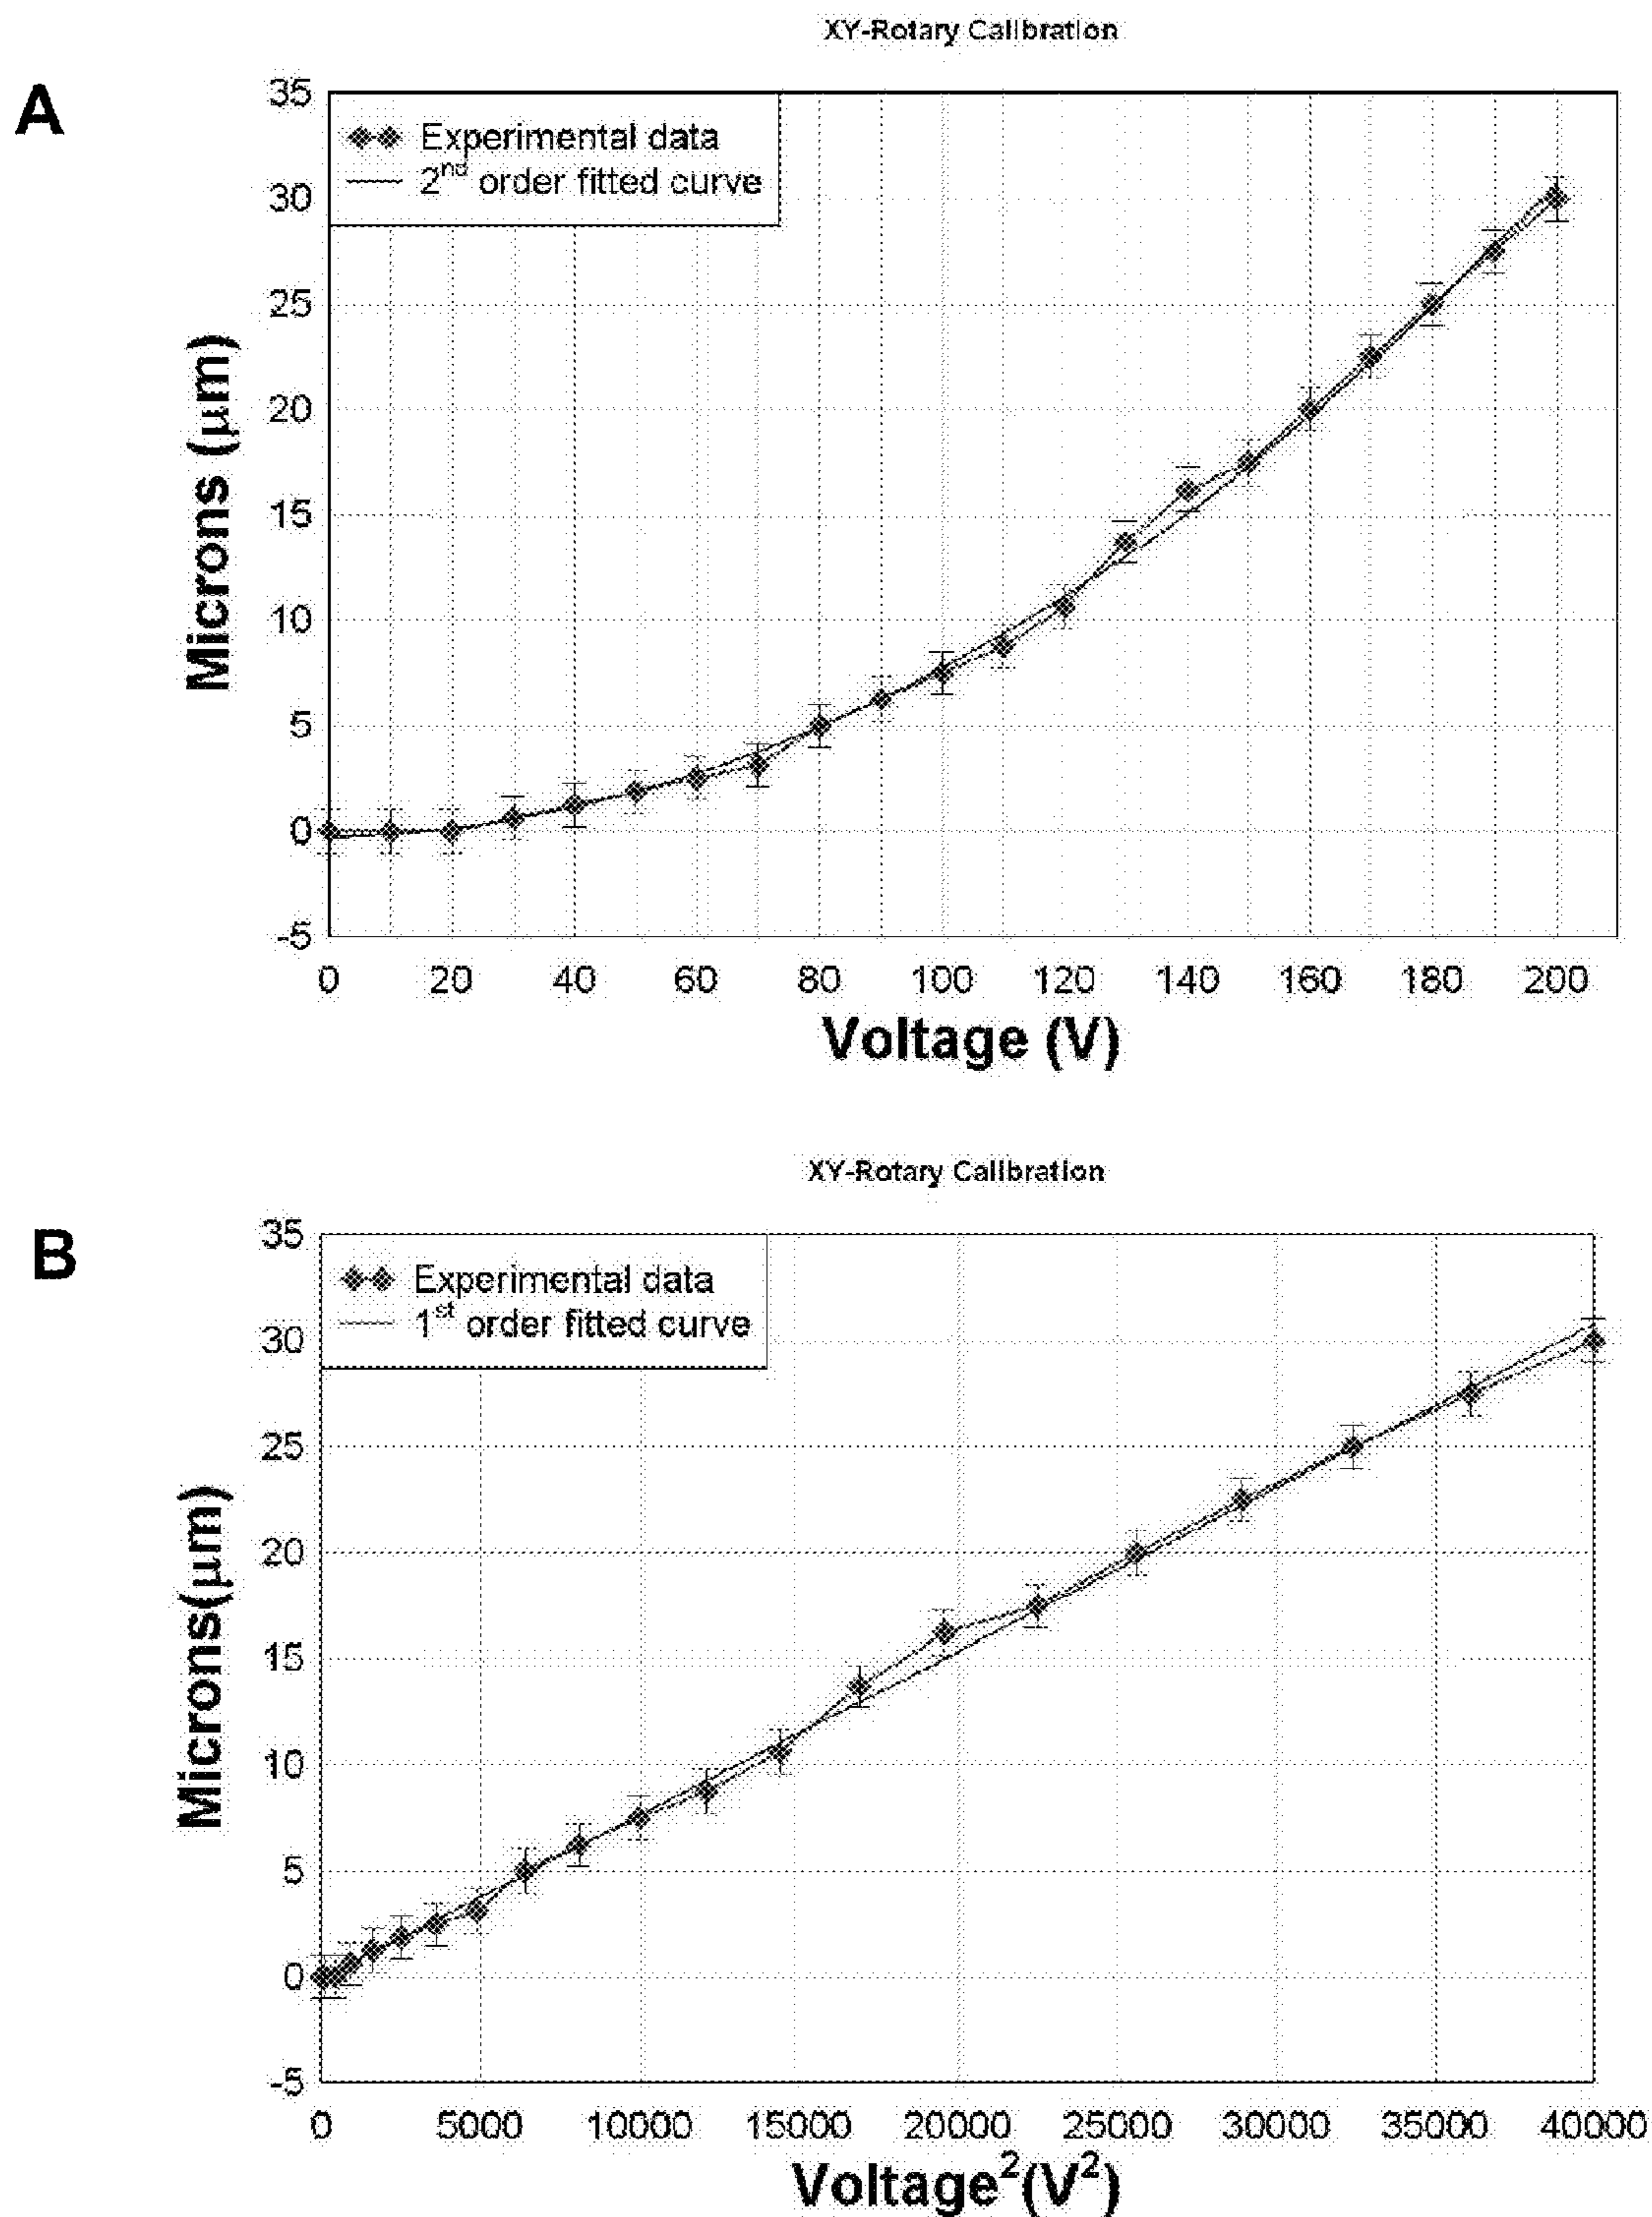 XY-Rotary Calibration
A
35
Experimental data
2nd order fitted curve
30
25
20
15
10
5
0
-5
Microns (μm)
0 20 40 60 80 100 120 140 160 180 200
Voltage (V)
XY-Rotary Calibration
B
35
Experimental data
1st order fitted curve
30
25
20
15
10
5
0
-5
Microns(μm)
0 5000 10000 15000 20000 25000 30000 35000 40000
Voltage²(V²)